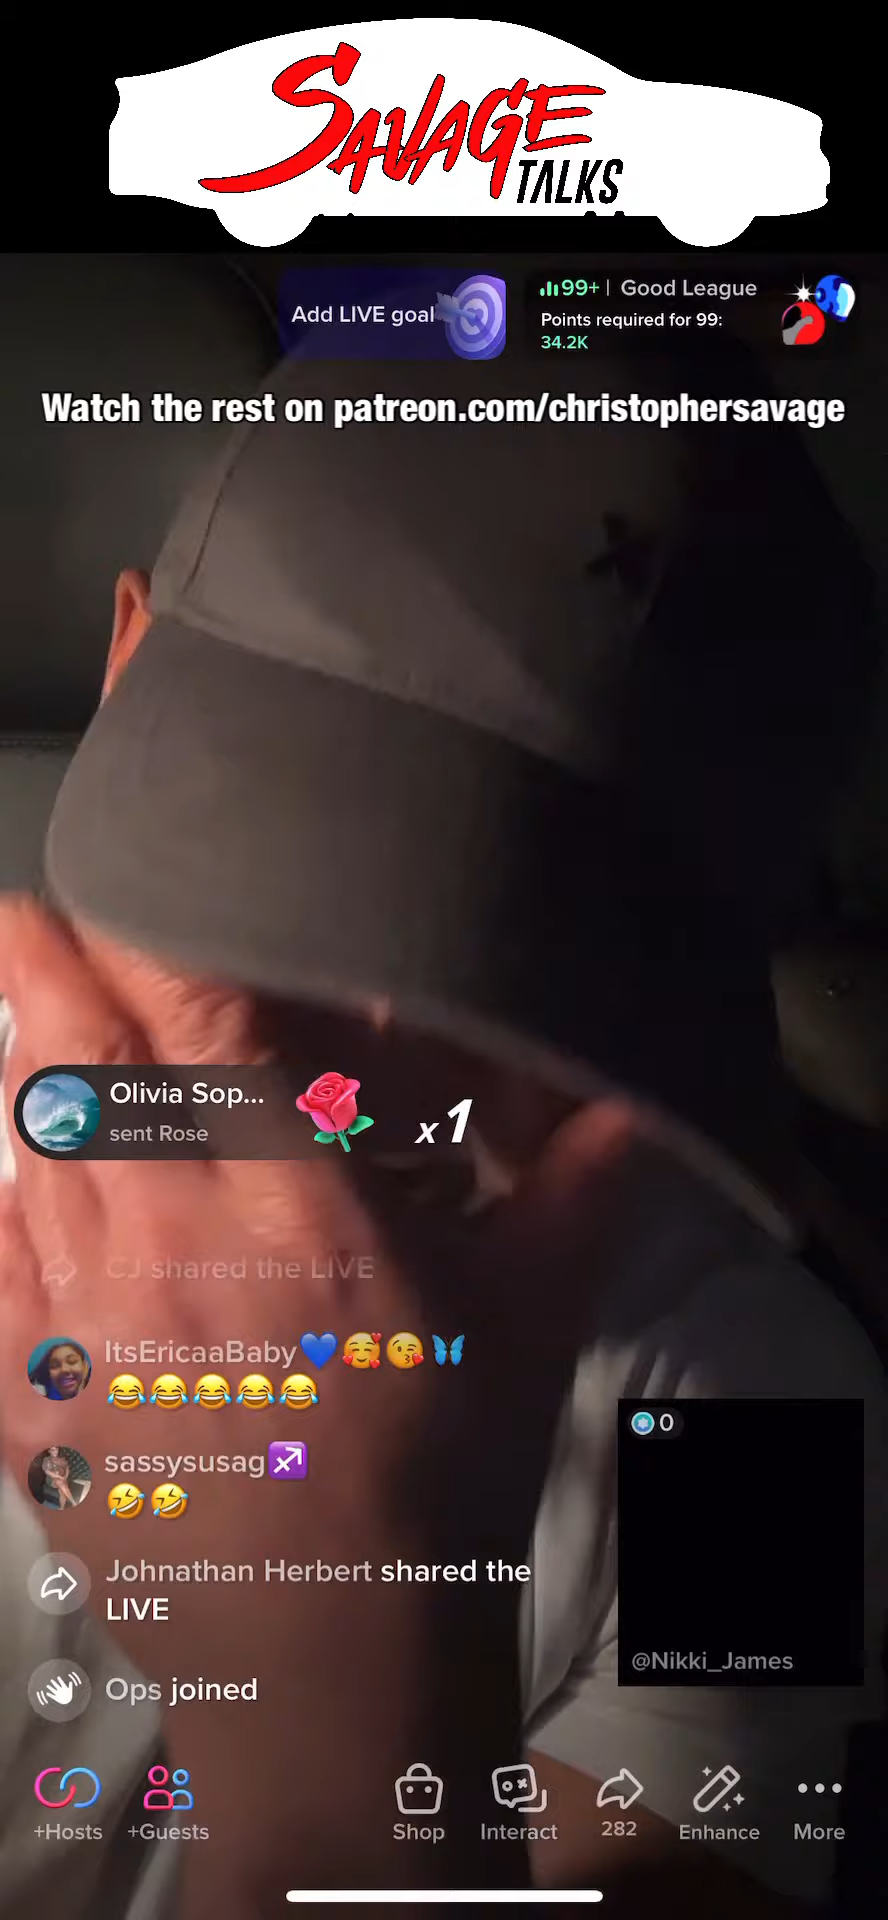 SAVAGE
TALKS
Add LIVE goal
99+ | Good League
Points required for 99:
34.2K
Watch the rest on patreon.com/christophersavage
Olivia Sop...
sent Rose
x1
CJ shared the LIVE
ItsEricaaBaby💙🥰😘🦋
😂😂😂😂😂
sassysusag♐
🤣🤣
Johnathan Herbert shared the
LIVE
Ops joined
0
@Nikki_James
+Hosts
+Guests
Shop
Interact
282
Enhance
More